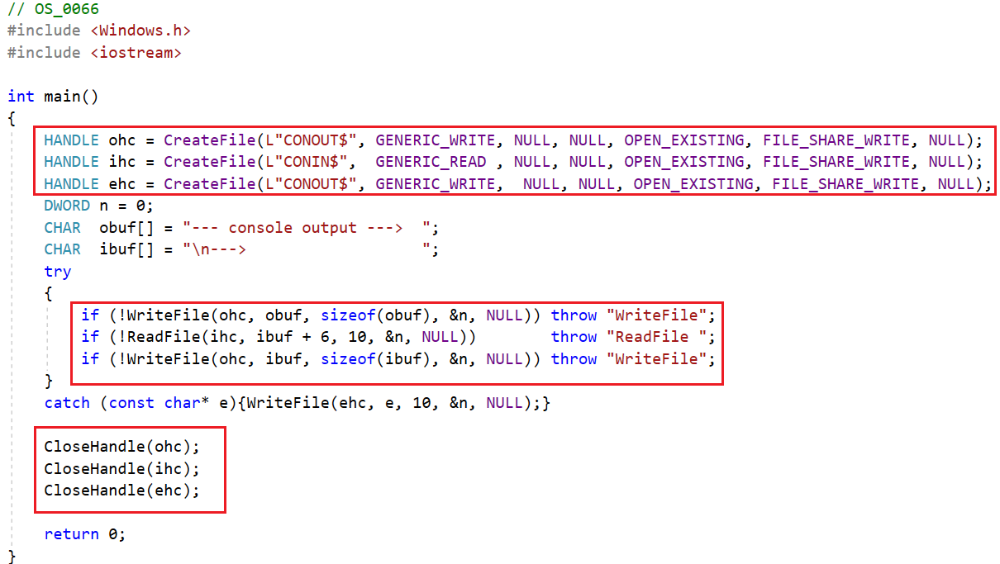 // OS_0066
#include <Windows.h>
#include <iostream>
int main()
{
HANDLE ohc = CreateFile(L"CONOUT$", GENERIC_WRITE, NULL, NULL, OPEN_EXISTING, FILE_SHARE_WRITE, NULL);
HANDLE ihc = CreateFile(L"CONIN$",  GENERIC_READ , NULL, NULL, OPEN_EXISTING, FILE_SHARE_WRITE, NULL);
HANDLE ehc = CreateFile(L"CONOUT$", GENERIC_WRITE,  NULL, NULL, OPEN_EXISTING, FILE_SHARE_WRITE, NULL);
DWORD n = 0;
CHAR  obuf[] = "--- console output --->  ";
CHAR  ibuf[] = "\n--->                   ";
try
{
if (!WriteFile(ohc, obuf, sizeof(obuf), &n, NULL)) throw "WriteFile";
if (!ReadFile(ihc, ibuf + 6, 10, &n, NULL))        throw "ReadFile ";
if (!WriteFile(ohc, ibuf, sizeof(ibuf), &n, NULL)) throw "WriteFile";
}
catch (const char* e){WriteFile(ehc, e, 10, &n, NULL);}
CloseHandle(ohc);
CloseHandle(ihc);
CloseHandle(ehc);
return 0;
}